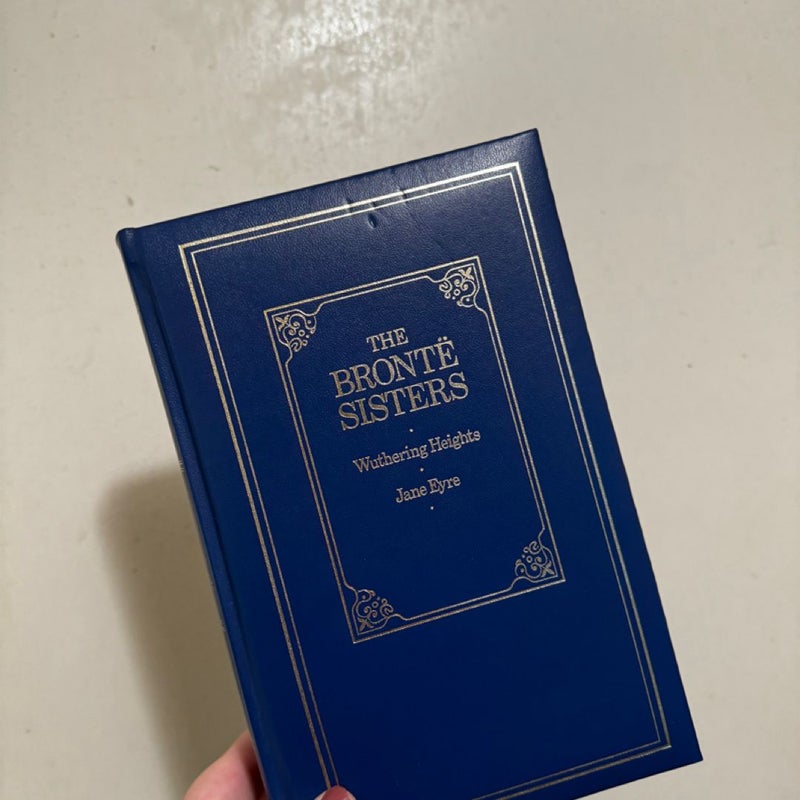 THE
BRONTË
SISTERS
Wuthering Heights
Jane Eyre